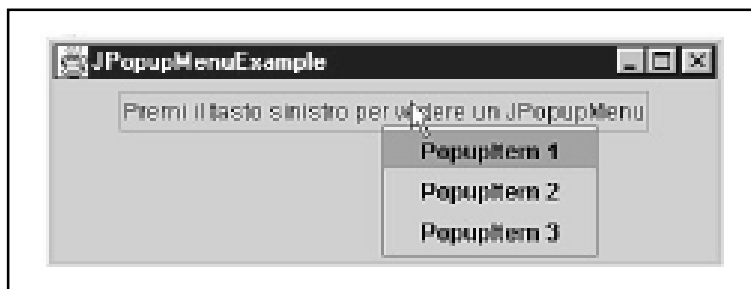 JPopupMenuExample
Premi il tasto sinistro per vedere un JPopupMenu
PopupItem 1
PopupItem 2
PopupItem 3